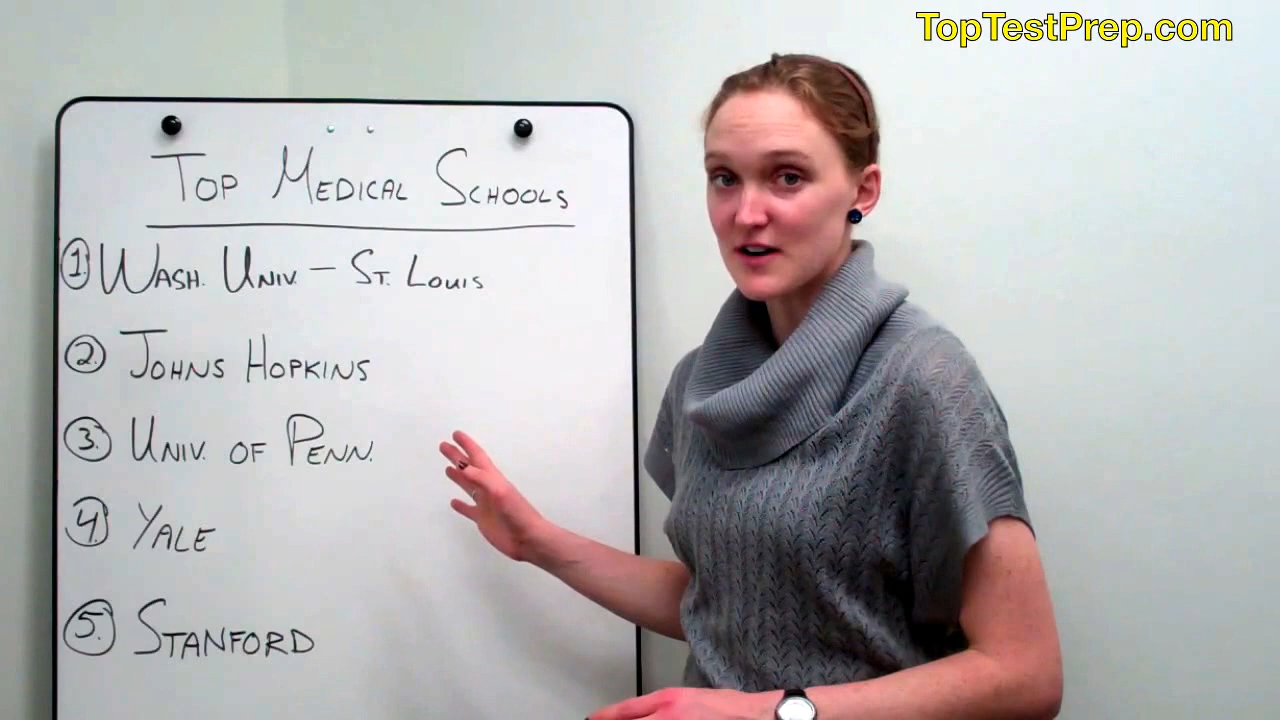 TopTestPrep.com
TOP MEDICAL SCHOOLS
1 WASH. UNIV. - ST. LOUIS
2. JOHNS HOPKINS
3. UNIV. OF PENN.
4. YALE
5. STANFORD